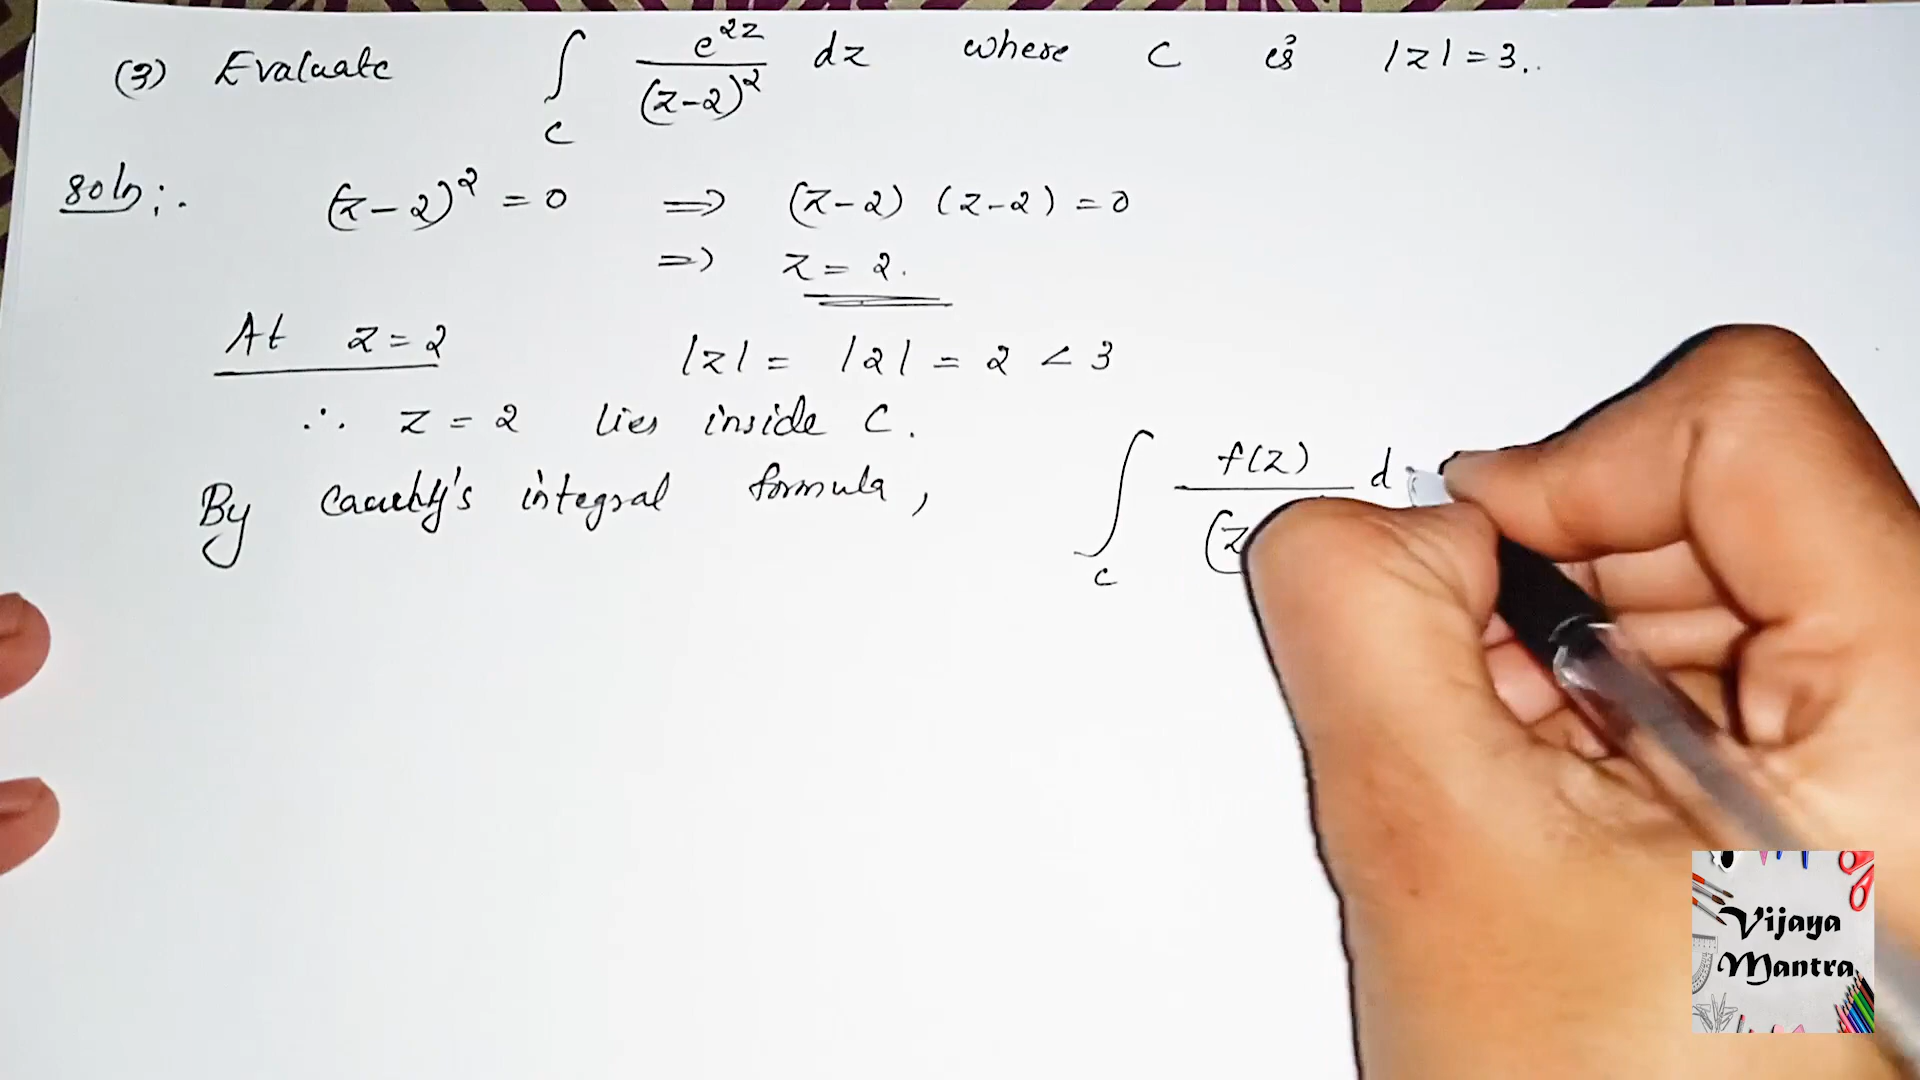 (3) Evaluate ∫_C e^{2z}/(z-2)^2 dz where C is |z| = 3..
soln:.
(z-2)^2 = 0 ⇒ (z-2) (z-2) = 0
⇒ z = 2.
At z = 2 |z| = |2| = 2 < 3
∴ z = 2 lies inside C.
By Cauchy's integral formula, ∫_C f(z)/(z d
Vijaya
Mantra